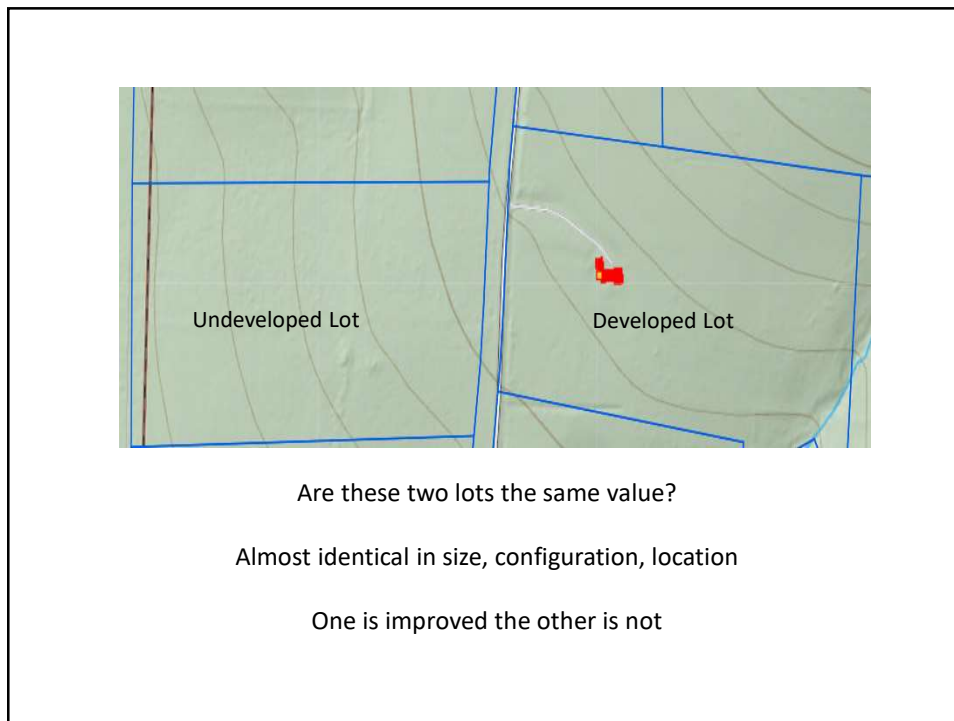 Undeveloped Lot
Developed Lot
Are these two lots the same value?
Almost identical in size, configuration, location
One is improved the other is not